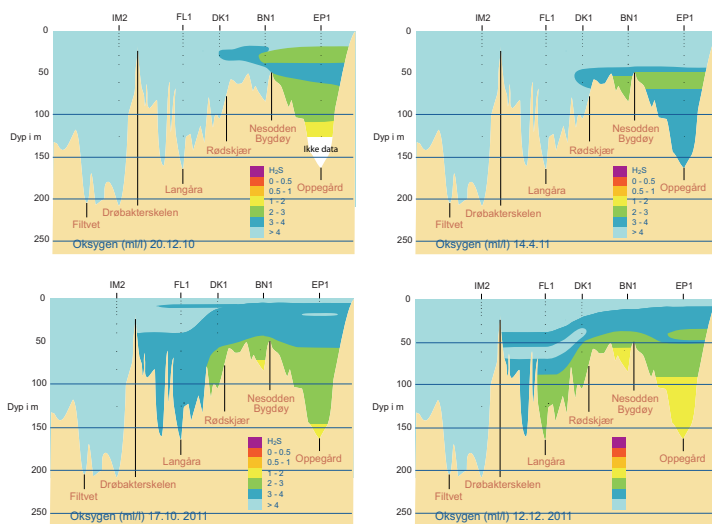 IM2 FL1 DK1 BN1 EP1
0
50
100
Dyp i m
150
200
250
Ikke data
Nesodden
Bygdøy
Rødskjær
Langåra
Oppegård
Drøbakterskelen
Filtvet
H₂S
0 - 0.5
0.5 - 1
1 - 2
2 - 3
3 - 4
> 4
Oksygen (ml/l) 20.12.10
IM2 FL1 DK1 BN1 EP1
0
50
100
Dyp i m
150
200
250
Nesodden
Bygdøy
Rødskjær
Langåra
Oppegård
Drøbakterskelen
Filtvet
H₂S
0 - 0.5
0.5 - 1
1 - 2
2 - 3
3 - 4
> 4
Oksygen (ml/l) 14.4.11
IM2 FL1 DK1 BN1 EP1
0
50
100
Dyp i m
150
200
250
Nesodden
Bygdøy
Rødskjær
Langåra
Oppegård
Drøbakterskelen
Filtvet
H₂S
0 - 0.5
0.5 - 1
1 - 2
2 - 3
3 - 4
> 4
Oksygen (ml/l) 17.10. 2011
IM2 FL1 DK1 BN1 EP1
0
50
100
Dyp i m
150
200
250
Nesodden
Bygdøy
Rødskjær
Langåra
Oppegård
Drøbakterskelen
Filtvet
Oksygen (ml/l) 12.12. 2011